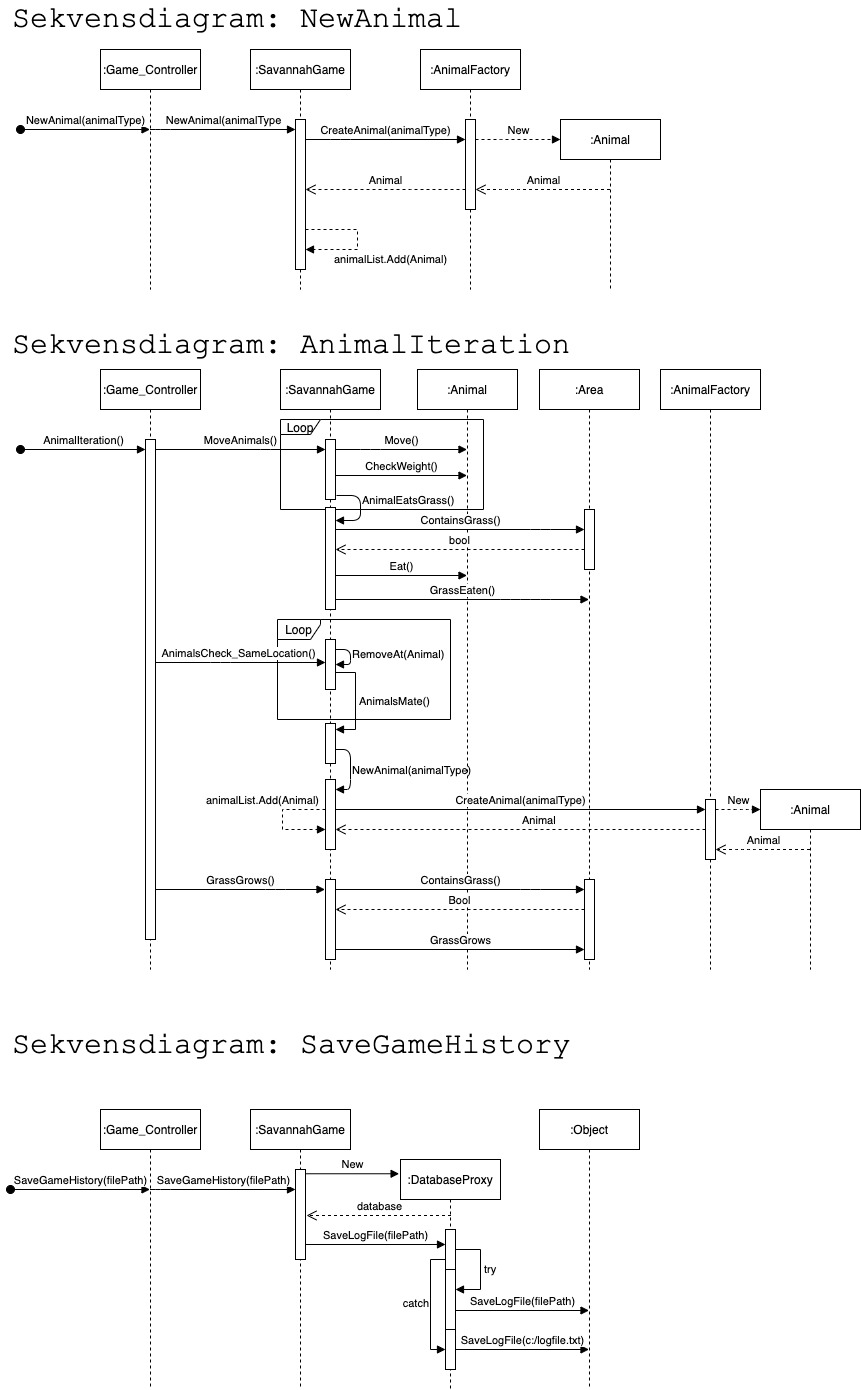 Sekvensdiagram: NewAnimal
:Game_Controller
:SavannahGame
:AnimalFactory
NewAnimal(animalType)
NewAnimal(animalType
CreateAnimal(animalType)
New
:Animal
Animal
Animal
animalList.Add(Animal)
Sekvensdiagram: AnimalIteration
:Game_Controller
:SavannahGame
:Animal
:Area
:AnimalFactory
Loop
AnimalIteration()
MoveAnimals()
Move()
CheckWeight()
AnimalEatsGrass()
ContainsGrass()
bool
Eat()
GrassEaten()
Loop
AnimalsCheck_SameLocation()
RemoveAt(Animal)
AnimalsMate()
NewAnimal(animalType)
animalList.Add(Animal)
CreateAnimal(animalType)
New
:Animal
Animal
Animal
GrassGrows()
ContainsGrass()
Bool
GrassGrows
Sekvensdiagram: SaveGameHistory
:Game_Controller
:SavannahGame
:Object
SaveGameHistory(filePath)
SaveGameHistory(filePath)
New
:DatabaseProxy
database
SaveLogFile(filePath)
try
catch
SaveLogFile(filePath)
SaveLogFile(c:/logfile.txt)